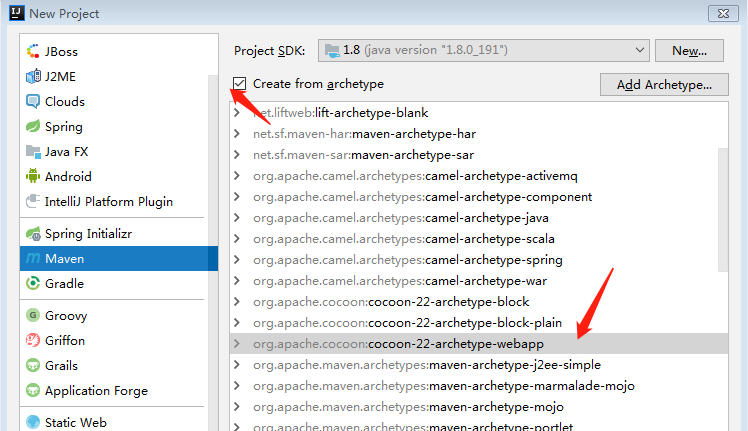 New Project
JBoss
J2ME
Clouds
Spring
Java FX
Android
IntelliJ Platform Plugin
Spring Initializr
Maven
Gradle
Groovy
Griffon
Grails
Application Forge
Static Web
Project SDK: 1.8 (java version "1.8.0_191") New...
Create from archetype Add Archetype...
net.liftweb:lift-archetype-blank
net.sf.maven-har:maven-archetype-har
net.sf.maven-sar:maven-archetype-sar
org.apache.camel.archetypes:camel-archetype-activemq
org.apache.camel.archetypes:camel-archetype-component
org.apache.camel.archetypes:camel-archetype-java
org.apache.camel.archetypes:camel-archetype-scala
org.apache.camel.archetypes:camel-archetype-spring
org.apache.camel.archetypes:camel-archetype-war
org.apache.cocoon:cocoon-22-archetype-block
org.apache.cocoon:cocoon-22-archetype-block-plain
org.apache.cocoon:cocoon-22-archetype-webapp
org.apache.maven.archetypes:maven-archetype-j2ee-simple
org.apache.maven.archetypes:maven-archetype-marmalade-mojo
org.apache.maven.archetypes:maven-archetype-mojo
org.apache.maven.archetypes:maven-archetype-portlet